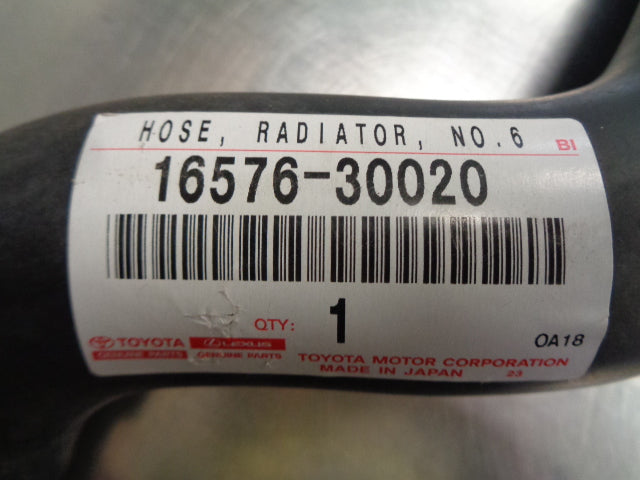 HOSE, RADIATOR, NO.6 BI
16576-30020
QTY: 1
TOYOTA LEXUS 0A18
GENUINE PARTS GENUINE PARTS TOYOTA MOTOR CORPORATION
MADE IN JAPAN 23